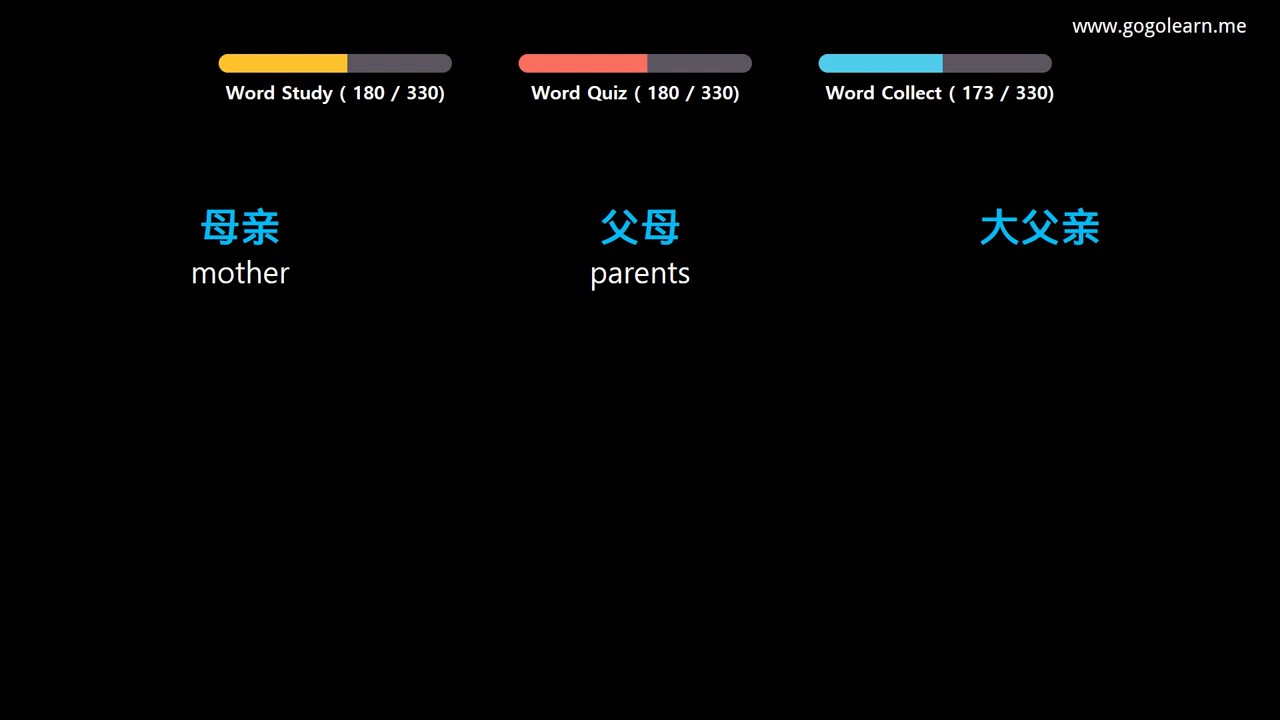 www.gogolearn.me
Word Study ( 180 / 330)
Word Quiz ( 180 / 330)
Word Collect ( 173 / 330)
母亲
mother
父母
parents
大父亲